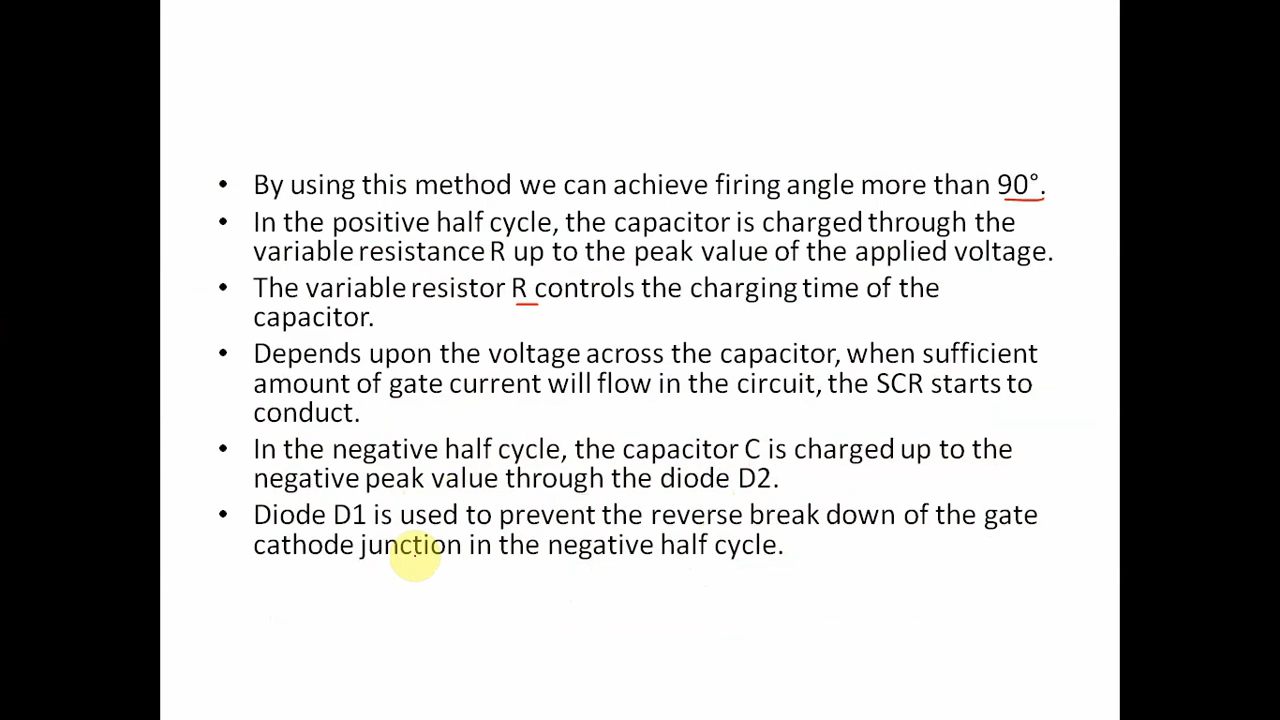 • By using this method we can achieve firing angle more than 90°.
• In the positive half cycle, the capacitor is charged through the
variable resistance R up to the peak value of the applied voltage.
• The variable resistor R controls the charging time of the
capacitor.
• Depends upon the voltage across the capacitor, when sufficient
amount of gate current will flow in the circuit, the SCR starts to
conduct.
• In the negative half cycle, the capacitor C is charged up to the
negative peak value through the diode D2.
• Diode D1 is used to prevent the reverse break down of the gate
cathode junction in the negative half cycle.